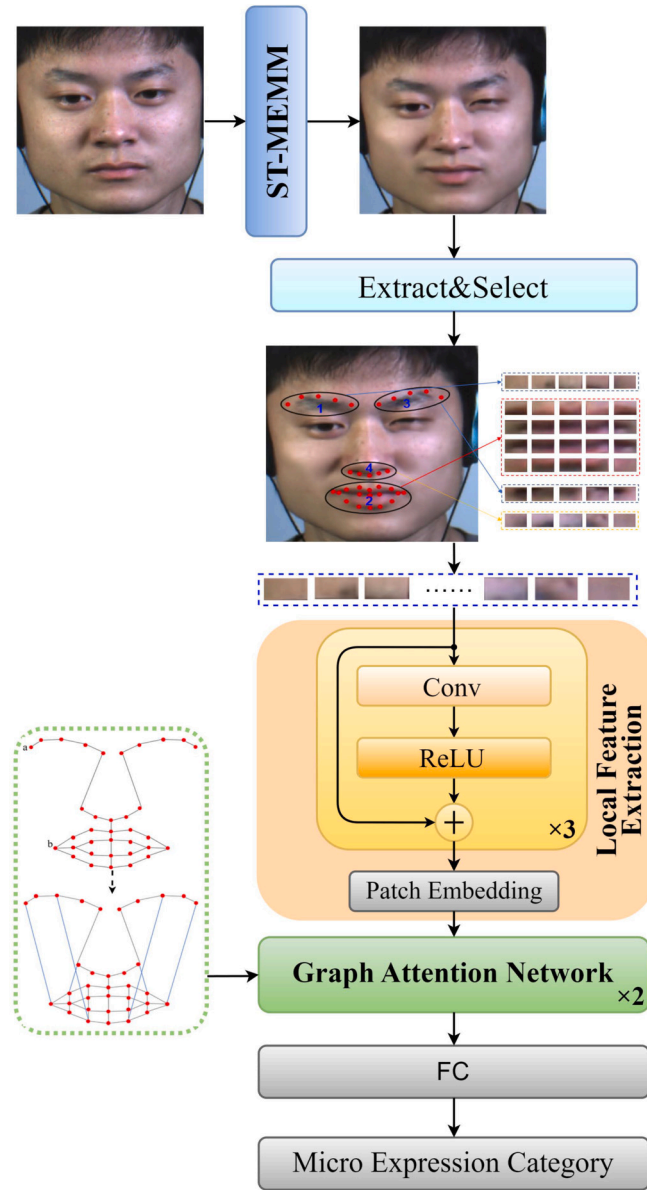 ST-MEMM
Extract&Select
1
3
4
2
......
Conv
ReLU
+
×3
Local Feature
Extraction
Patch Embedding
a
b
Graph Attention Network
×2
FC
Micro Expression Category